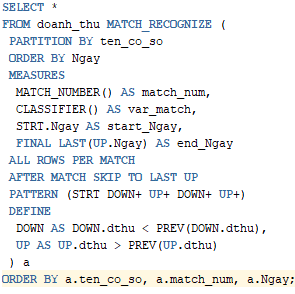 SELECT *
FROM doanh_thu MATCH_RECOGNIZE (
PARTITION BY ten_co_so
ORDER BY Ngay
MEASURES
MATCH_NUMBER() AS match_num,
CLASSIFIER() AS var_match,
STRT.Ngay AS start_Ngay,
FINAL LAST(UP.Ngay) AS end_Ngay
ALL ROWS PER MATCH
AFTER MATCH SKIP TO LAST UP
PATTERN (STRT DOWN+ UP+ DOWN+ UP+)
DEFINE
DOWN AS DOWN.dthu < PREV(DOWN.dthu),
UP AS UP.dthu > PREV(UP.dthu)
) a
ORDER BY a.ten_co_so, a.match_num, a.Ngay;